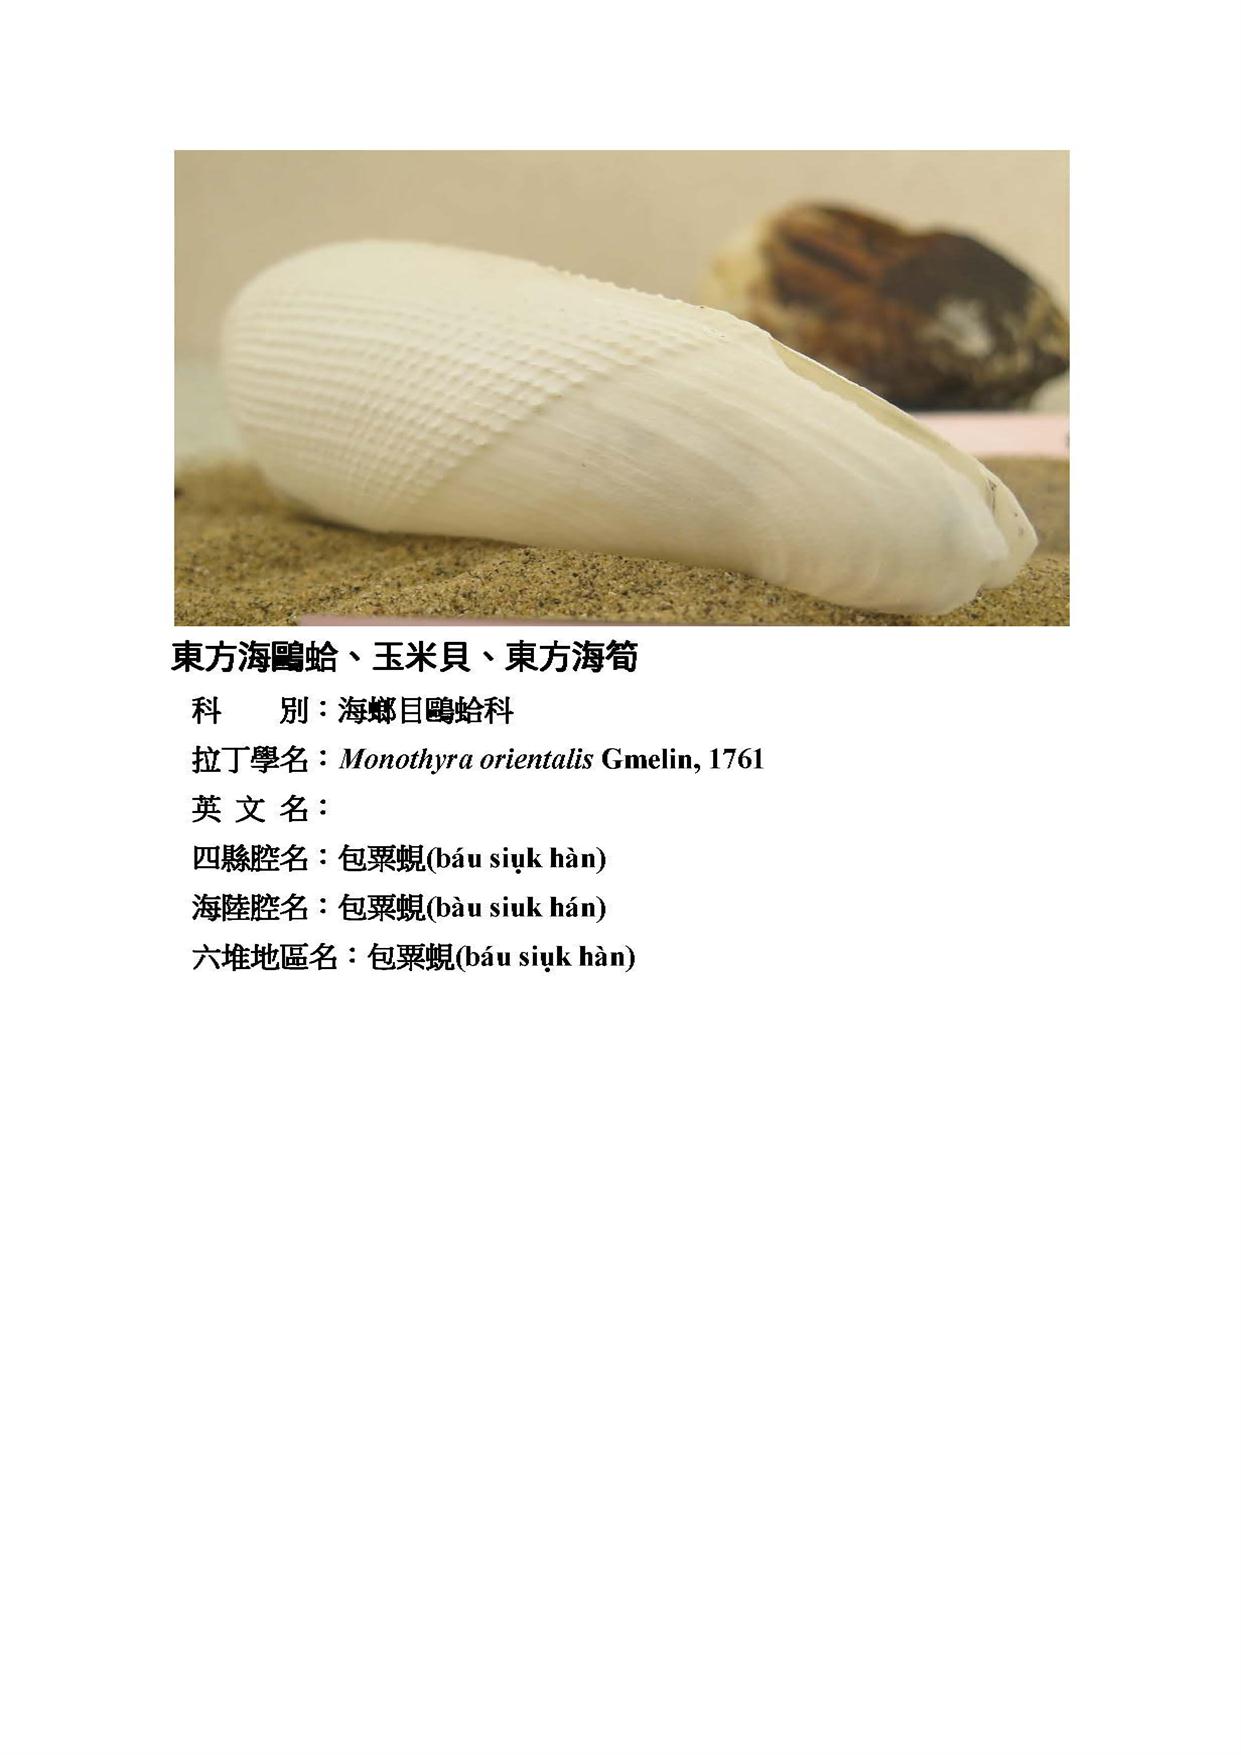 東方海鷗蛤、玉米貝、東方海筍
科　　別：海螂目鷗蛤科
拉丁學名：Monothyra orientalis Gmelin, 1761
英 文 名：
四縣腔名：包粟蜆(báu siụk hàn)
海陸腔名：包粟蜆(bàu siuk hán)
六堆地區名：包粟蜆(báu siụk hàn)